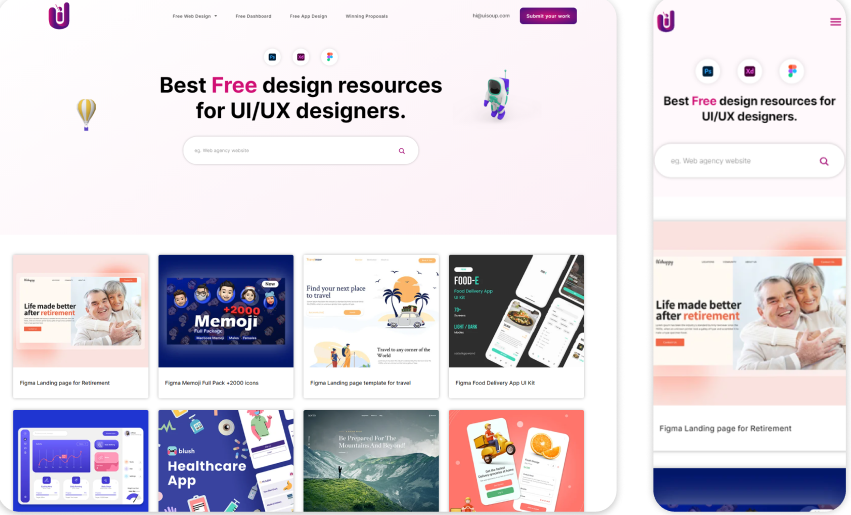 Free Web Design
Free Dashboard
Free App Design
Winning Proposals
hi@uisoup.com
Submit your work
Ps
Xd
Best Free design resources
for UI/UX designers.
eg. Web agency website
Life made better
after retirement
Figma Landing page for Retirement
New
+2000
Memoji
Full Package
Figma Memoji Full Pack +2000 icons
Find your next place
to travel
Travel to any corner of the
World
Figma Landing page template for travel
FOOD-E
Food Delivery App
UI Kit
LIGHT / DARK
Figma Food Delivery App UI Kit
blush
Healthcare
App
Be Prepared For The
Mountains And Beyond!
Ps
Xd
Best Free design resources for
UI/UX designers.
eg. Web agency website
Life made better
after retirement
Figma Landing page for Retirement